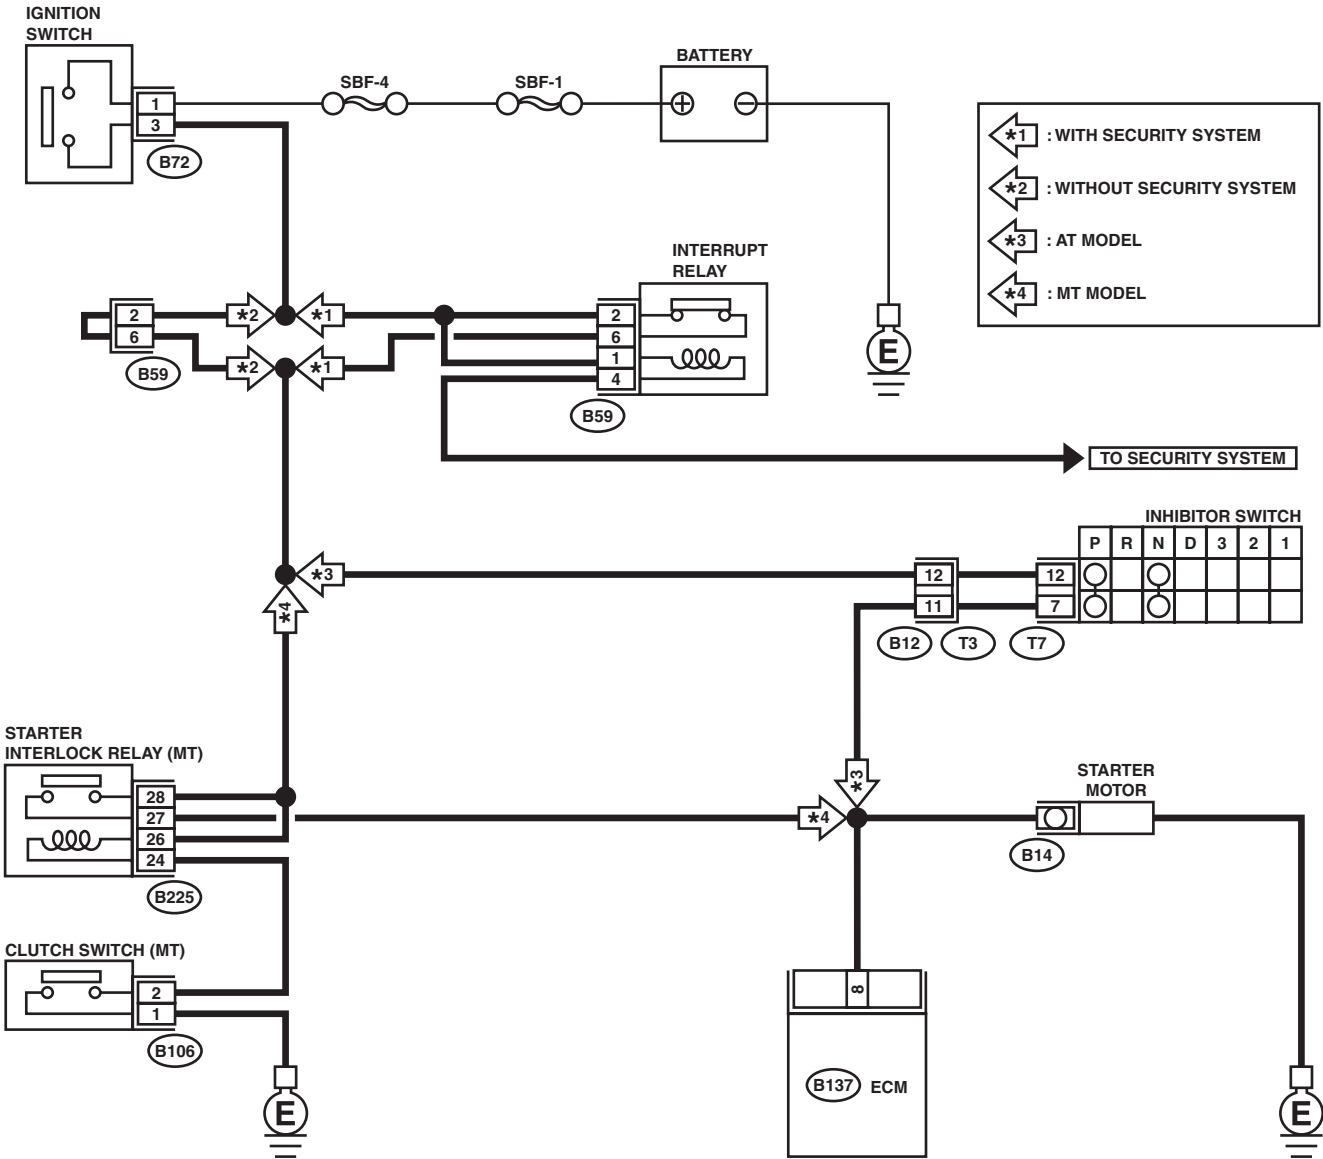 IGNITION
SWITCH
1
3
B72
SBF-4
SBF-1
BATTERY
+
−
E
*1 : WITH SECURITY SYSTEM
*2 : WITHOUT SECURITY SYSTEM
*3 : AT MODEL
*4 : MT MODEL
INTERRUPT
RELAY
2
6
B59
*2
*1
*2
*1
2
6
1
4
B59
TO SECURITY SYSTEM
INHIBITOR SWITCH
P R N D 3 2 1
*3
*4
12
11
12
7
B12
T3
T7
STARTER
INTERLOCK RELAY (MT)
28
27
26
24
B225
*3
*4
STARTER
MOTOR
B14
CLUTCH SWITCH (MT)
2
1
B106
E
8
B137 ECM
E